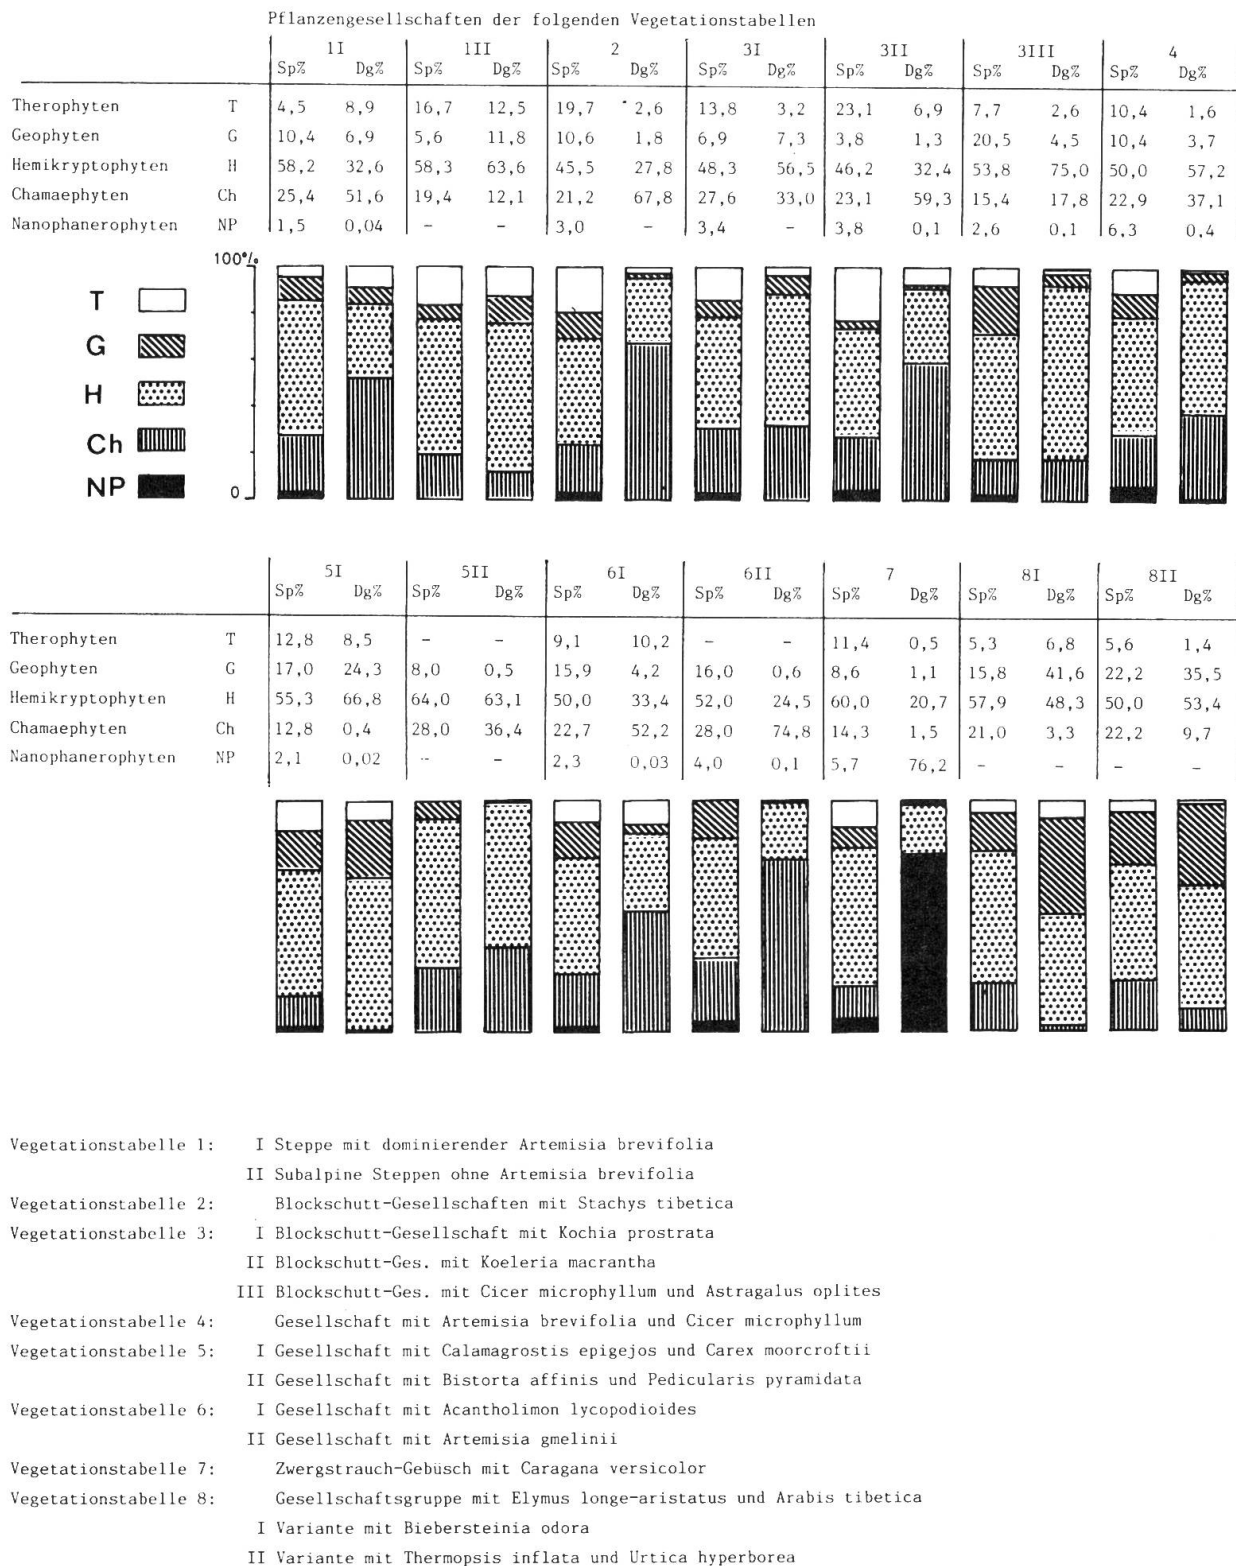 Pflanzengesellschaften der folgenden Vegetationstabellen
1I 1II 2 3I 3II 3III 4
Sp% Dg% Sp% Dg% Sp% Dg% Sp% Dg% Sp% Dg% Sp% Dg% Sp% Dg%
Therophyten T 4,5 8,9 16,7 12,5 19,7 2,6 13,8 3,2 23,1 6,9 7,7 2,6 10,4 1,6
Geophyten G 10,4 6,9 5,6 11,8 10,6 1,8 6,9 7,3 3,8 1,3 20,5 4,5 10,4 3,7
Hemikryptophyten H 58,2 32,6 58,3 63,6 45,5 27,8 48,3 56,5 46,2 32,4 53,8 75,0 50,0 57,2
Chamaephyten Ch 25,4 51,6 19,4 12,1 21,2 67,8 27,6 33,0 23,1 59,3 15,4 17,8 22,9 37,1
Nanophanerophyten NP 1,5 0,04 - - 3,0 - 3,4 - 3,8 0,1 2,6 0,1 6,3 0,4
100%
T
G
H
Ch
NP
0
5I 5II 6I 6II 7 8I 8II
Sp% Dg% Sp% Dg% Sp% Dg% Sp% Dg% Sp% Dg% Sp% Dg% Sp% Dg%
Therophyten T 12,8 8,5 - - 9,1 10,2 - - 11,4 0,5 5,3 6,8 5,6 1,4
Geophyten G 17,0 24,3 8,0 0,5 15,9 4,2 16,0 0,6 8,6 1,1 15,8 41,6 22,2 35,5
Hemikryptophyten H 55,3 66,8 64,0 63,1 50,0 33,4 52,0 24,5 60,0 20,7 57,9 48,3 50,0 53,4
Chamaephyten Ch 12,8 0,4 28,0 36,4 22,7 52,2 28,0 74,8 14,3 1,5 21,0 3,3 22,2 9,7
Nanophanerophyten NP 2,1 0,02 - - 2,3 0,03 4,0 0,1 5,7 76,2 - - - -
Vegetationstabelle 1: I Steppe mit dominierender Artemisia brevifolia
II Subalpine Steppen ohne Artemisia brevifolia
Vegetationstabelle 2: Blockschutt-Gesellschaften mit Stachys tibetica
Vegetationstabelle 3: I Blockschutt-Gesellschaft mit Kochia prostrata
II Blockschutt-Ges. mit Koeleria macrantha
III Blockschutt-Ges. mit Cicer microphyllum und Astragalus oplites
Vegetationstabelle 4: Gesellschaft mit Artemisia brevifolia und Cicer microphyllum
Vegetationstabelle 5: I Gesellschaft mit Calamagrostis epigejos und Carex moorcroftii
II Gesellschaft mit Bistorta affinis und Pedicularis pyramidata
Vegetationstabelle 6: I Gesellschaft mit Acantholimon lycopodioides
II Gesellschaft mit Artemisia gmelinii
Vegetationstabelle 7: Zwergstrauch-Gebüsch mit Caragana versicolor
Vegetationstabelle 8: Gesellschaftsgruppe mit Elymus longe-aristatus und Arabis tibetica
I Variante mit Biebersteinia odora
II Variante mit Thermopsis inflata und Urtica hyperborea